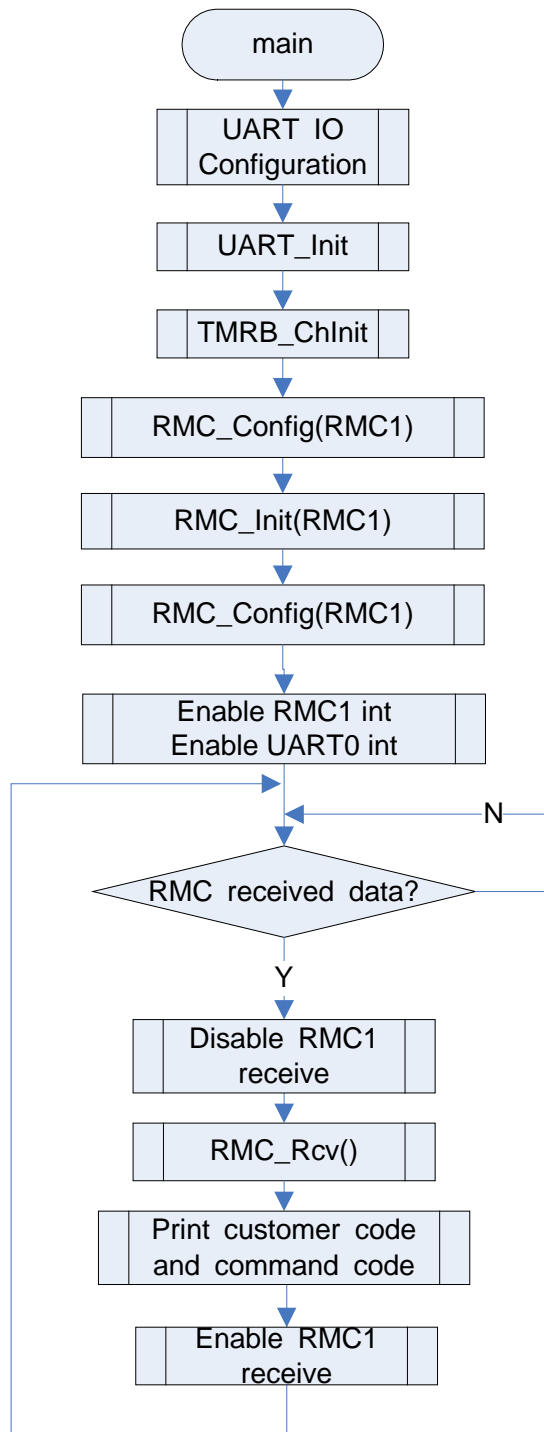 main
UART IO
Configuration
UART_Init
TMRB_ChInit
RMC_Config(RMC1)
RMC_Init(RMC1)
RMC_Config(RMC1)
Enable RMC1 int
Enable UART0 int
N
RMC received data?
Y
Disable RMC1
receive
RMC_Rcv()
Print customer code
and command code
Enable RMC1
receive